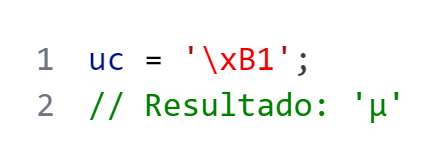 1 uc = '\xB1';
2 // Resultado: 'µ'